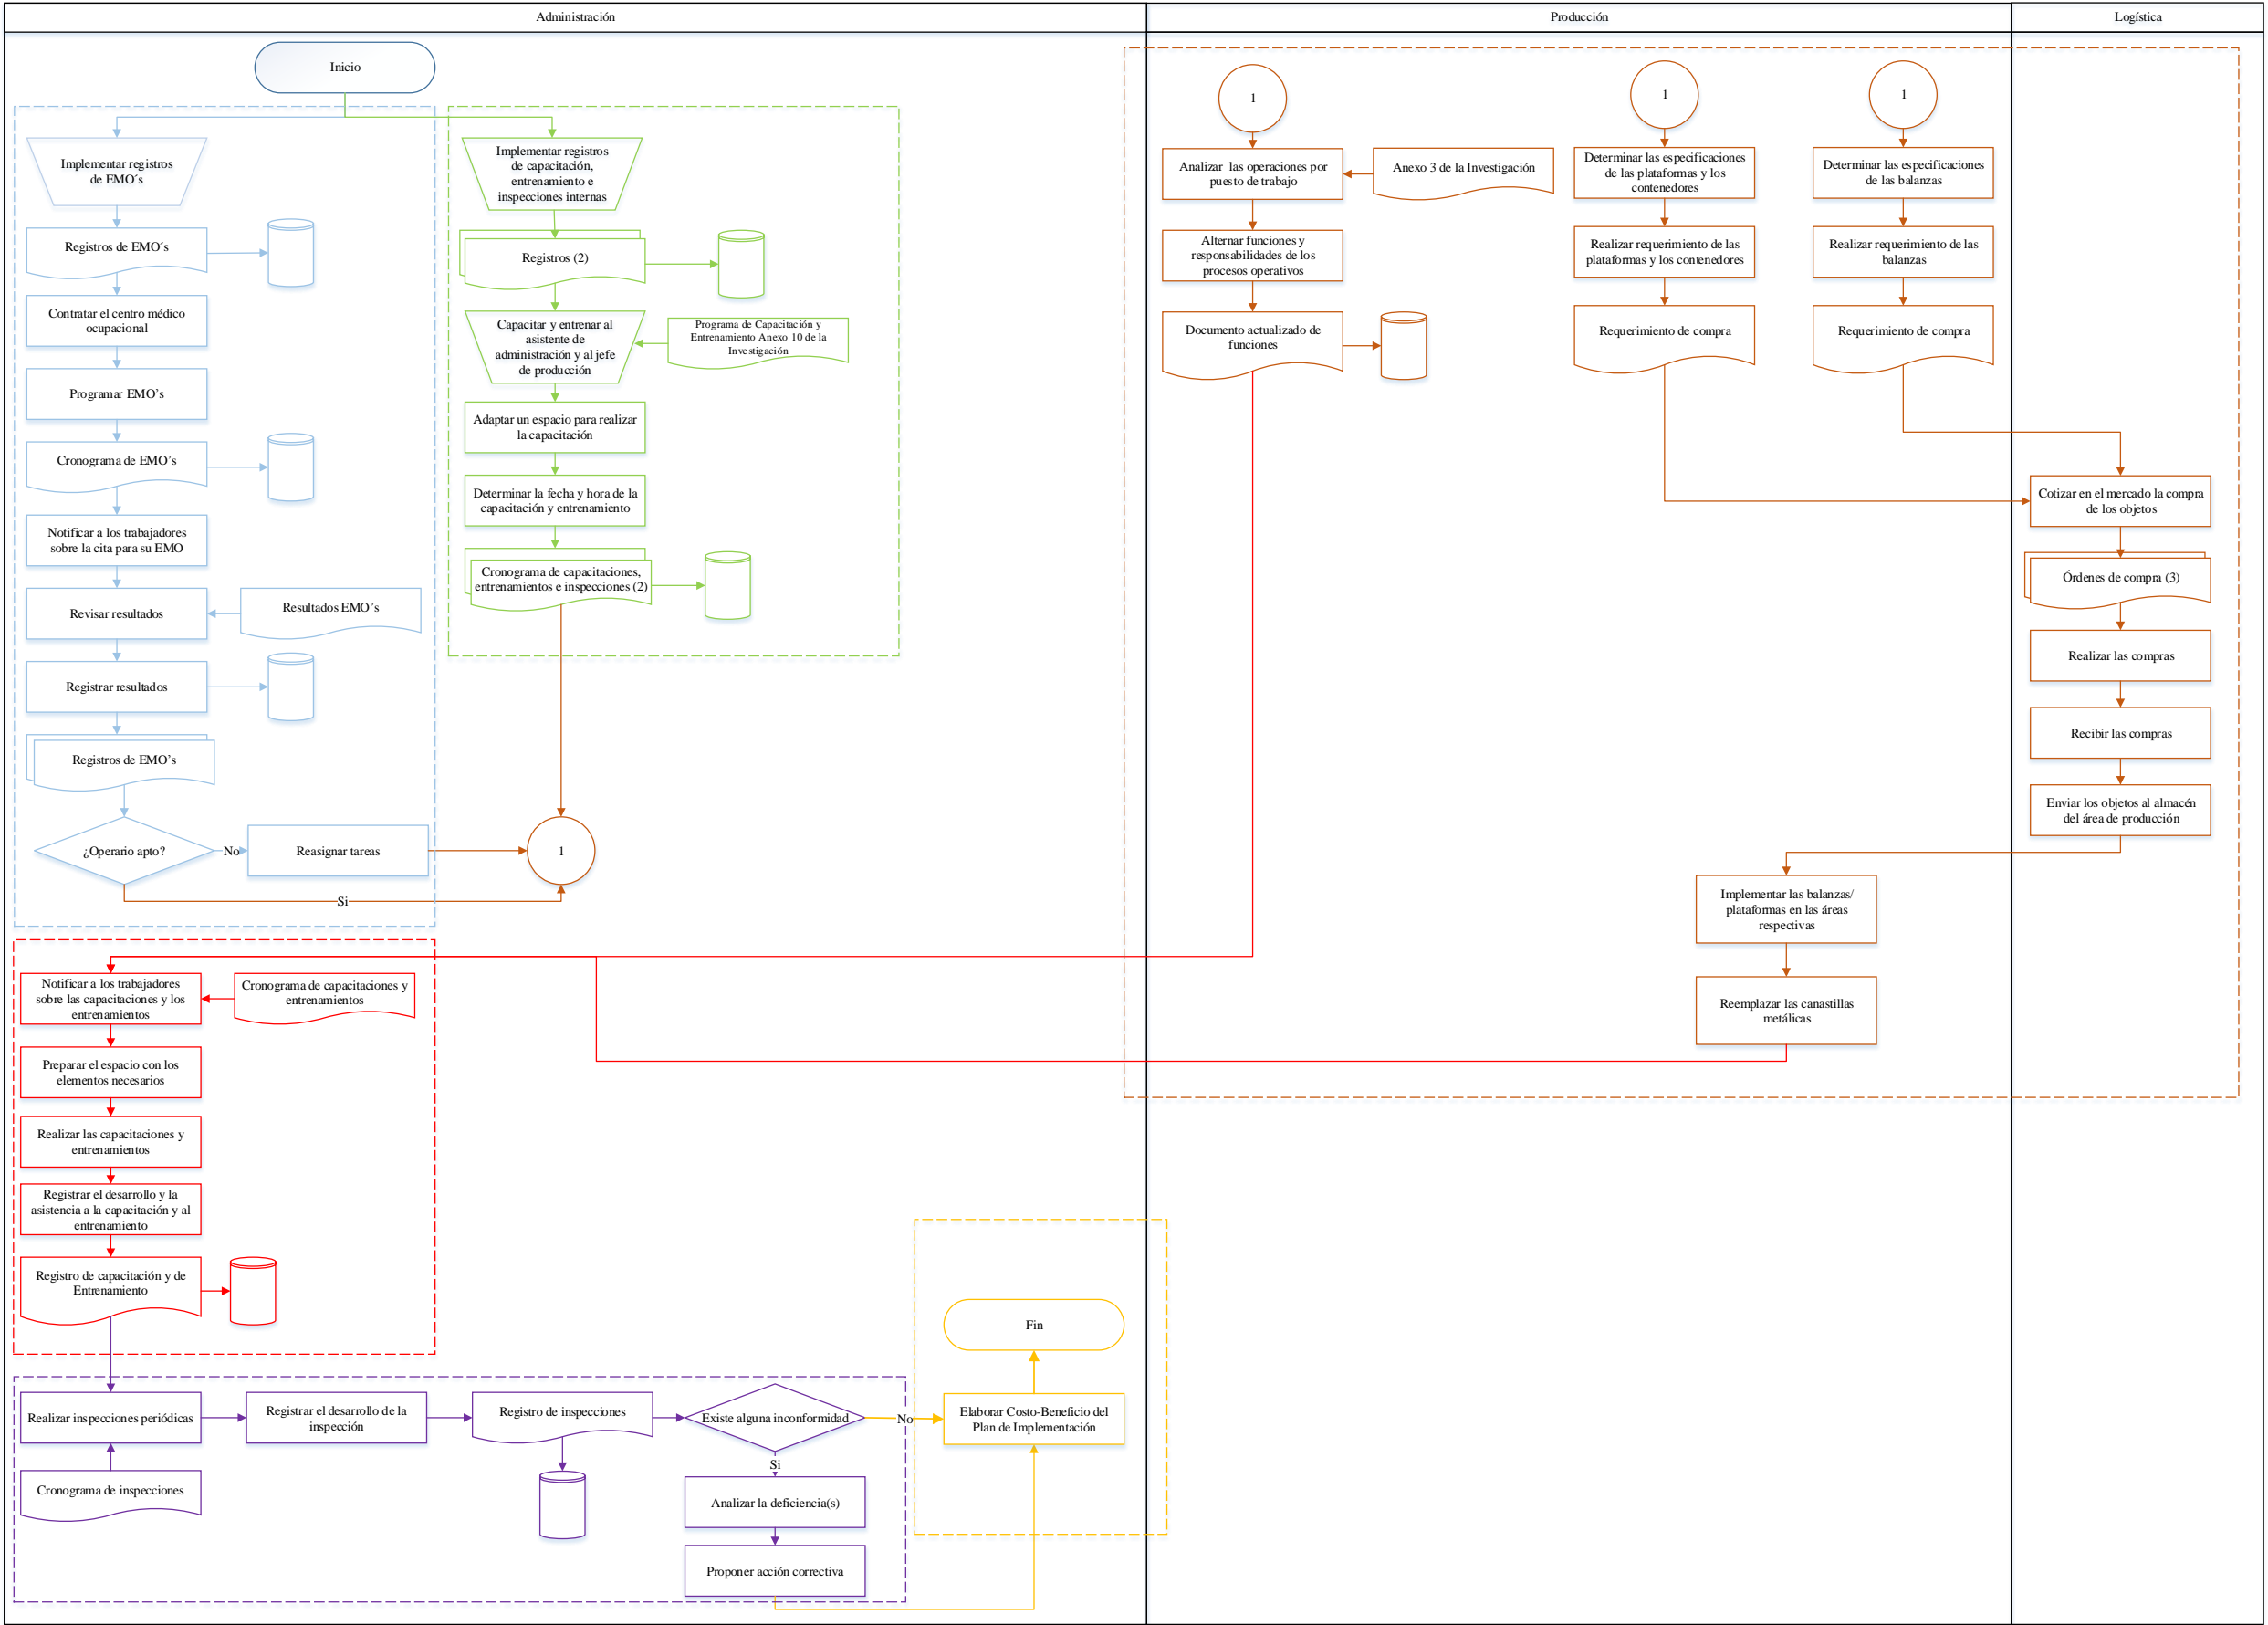 Administración
Producción
Logística
Inicio
Implementar registros
de EMO´s
Registros de EMO´s
Contratar el centro médico
ocupacional
Programar EMO’s
Cronograma de EMO’s
Notificar a los trabajadores
sobre la cita para su EMO
Revisar resultados
Resultados EMO’s
Registrar resultados
Registros de EMO’s
¿Operario apto?
No
Reasignar tareas
Si
1
Implementar registros
de capacitación,
entrenamiento e
inspecciones internas
Registros (2)
Capacitar y entrenar al
asistente de
administración y al jefe
de producción
Programa de Capacitación y
Entrenamiento Anexo 10 de la
Investigación
Adaptar un espacio para realizar
la capacitación
Determinar la fecha y hora de la
capacitación y entrenamiento
Cronograma de capacitaciones,
entrenamientos e inspecciones (2)
1
Analizar las operaciones por
puesto de trabajo
Anexo 3 de la Investigación
Alternar funciones y
responsabilidades de los
procesos operativos
Documento actualizado de
funciones
1
Determinar las especificaciones
de las plataformas y los
contenedores
Realizar requerimiento de las
plataformas y los contenedores
Requerimiento de compra
1
Determinar las especificaciones
de las balanzas
Realizar requerimiento de las
balanzas
Requerimiento de compra
Cotizar en el mercado la compra
de los objetos
Órdenes de compra (3)
Realizar las compras
Recibir las compras
Enviar los objetos al almacén
del área de producción
Implementar las balanzas/
plataformas en las áreas
respectivas
Reemplazar las canastillas
metálicas
Notificar a los trabajadores
sobre las capacitaciones y los
entrenamientos
Cronograma de capacitaciones y
entrenamientos
Preparar el espacio con los
elementos necesarios
Realizar las capacitaciones y
entrenamientos
Registrar el desarrollo y la
asistencia a la capacitación y al
entrenamiento
Registro de capacitación y de
Entrenamiento
Realizar inspecciones periódicas
Cronograma de inspecciones
Registrar el desarrollo de la
inspección
Registro de inspecciones
Existe alguna inconformidad
No
Si
Analizar la deficiencia(s)
Proponer acción correctiva
Elaborar Costo-Beneficio del
Plan de Implementación
Fin